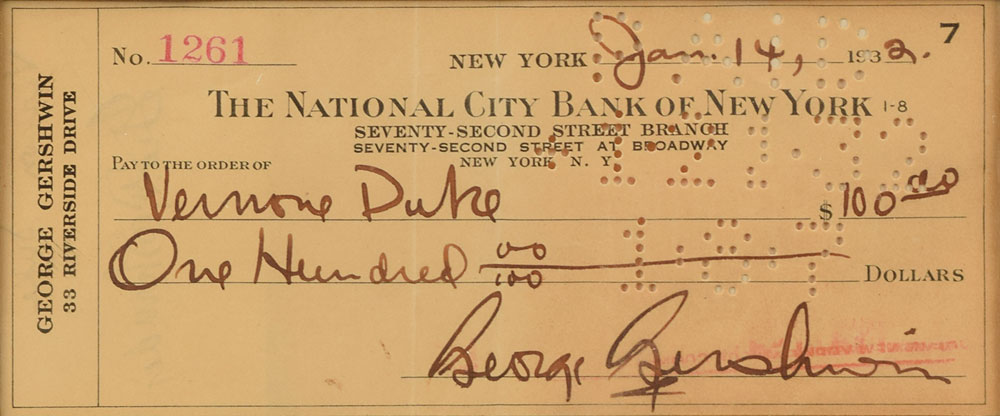 7
No. 1261
NEW YORK Jan. 14, 1932.
THE NATIONAL CITY BANK OF NEW YORK 1-8
SEVENTY-SECOND STREET BRANCH
SEVENTY-SECOND STREET AT BROADWAY
NEW YORK N. Y.
PAY TO THE ORDER OF
Vernone Duke $100 00
One Hundred 00/100 DOLLARS
George Gershwin
GEORGE GERSHWIN
33 RIVERSIDE DRIVE